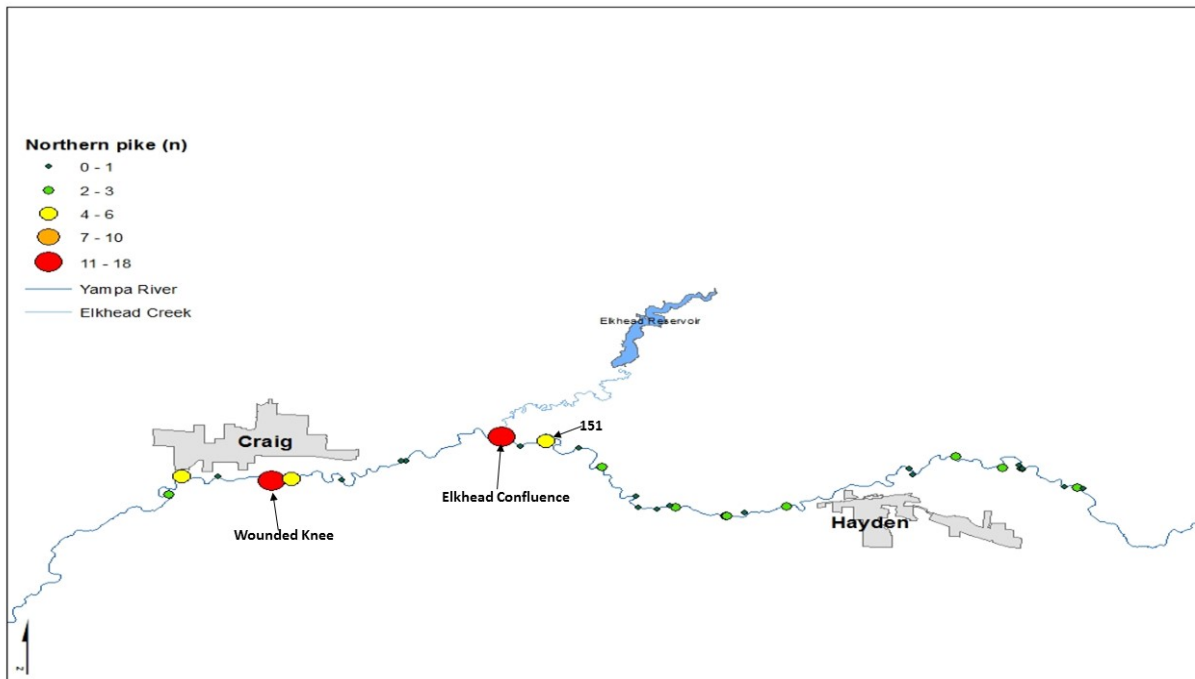 Northern pike (n)
0 - 1
2 - 3
4 - 6
7 - 10
11 - 18
Yampa River
Elkhead Creek
Elkhead Reservoir
151
Craig
Elkhead Confluence
Wounded Knee
Hayden
N